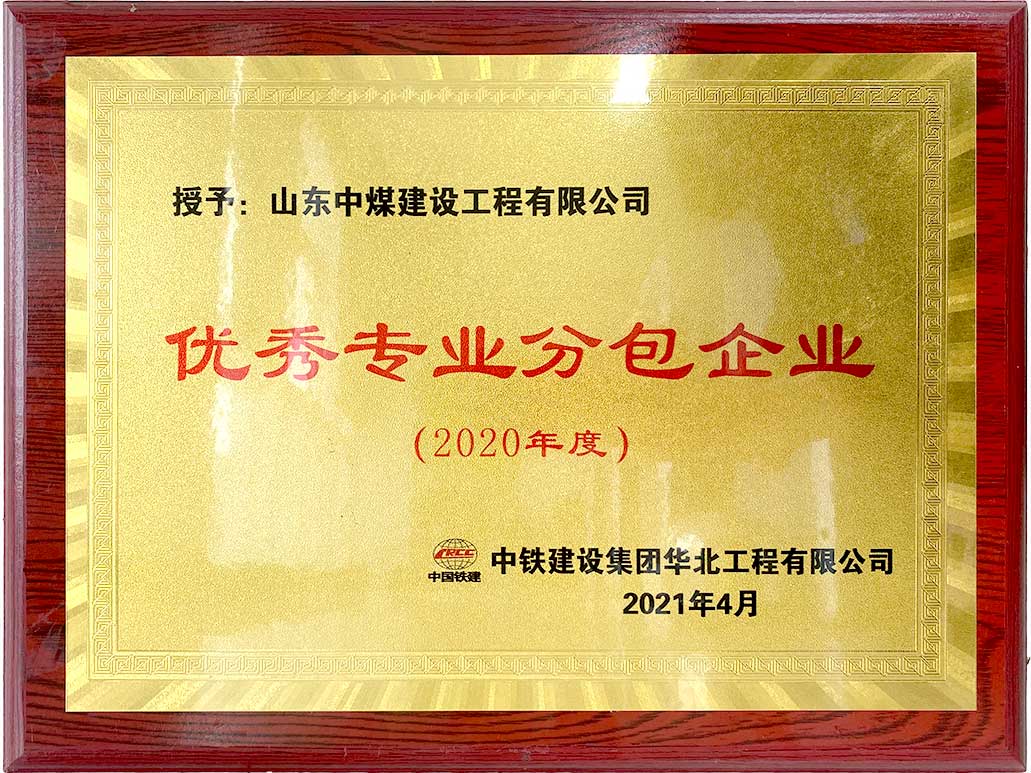 授予：山东中煤建设工程有限公司
优秀专业分包企业
（2020年度）
CRCC
中国铁建
中铁建设集团华北工程有限公司
2021年4月